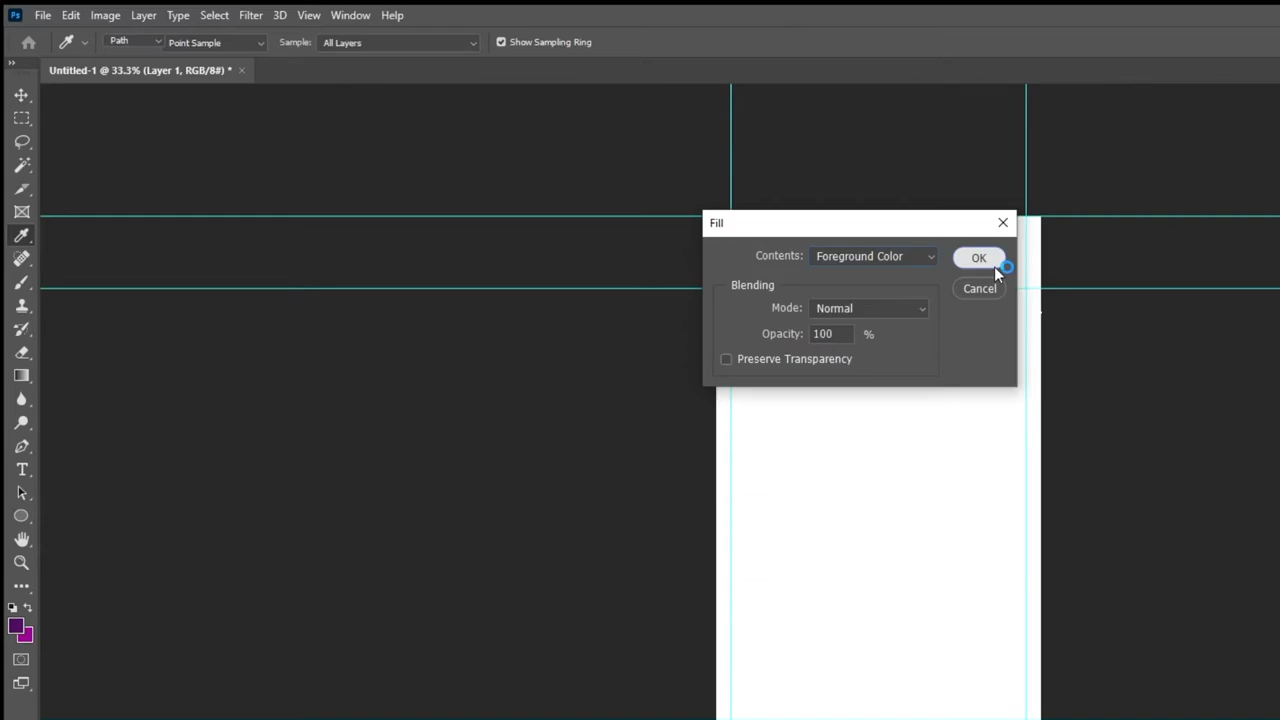 Ps File Edit Image Layer Type Select Filter 3D View Window Help
Path Point Sample Sample: All Layers Show Sampling Ring
Untitled-1 @ 33.3% (Layer 1, RGB/8#) *
Fill
Contents: Foreground Color OK
Blending Cancel
Mode: Normal
Opacity: 100 %
Preserve Transparency